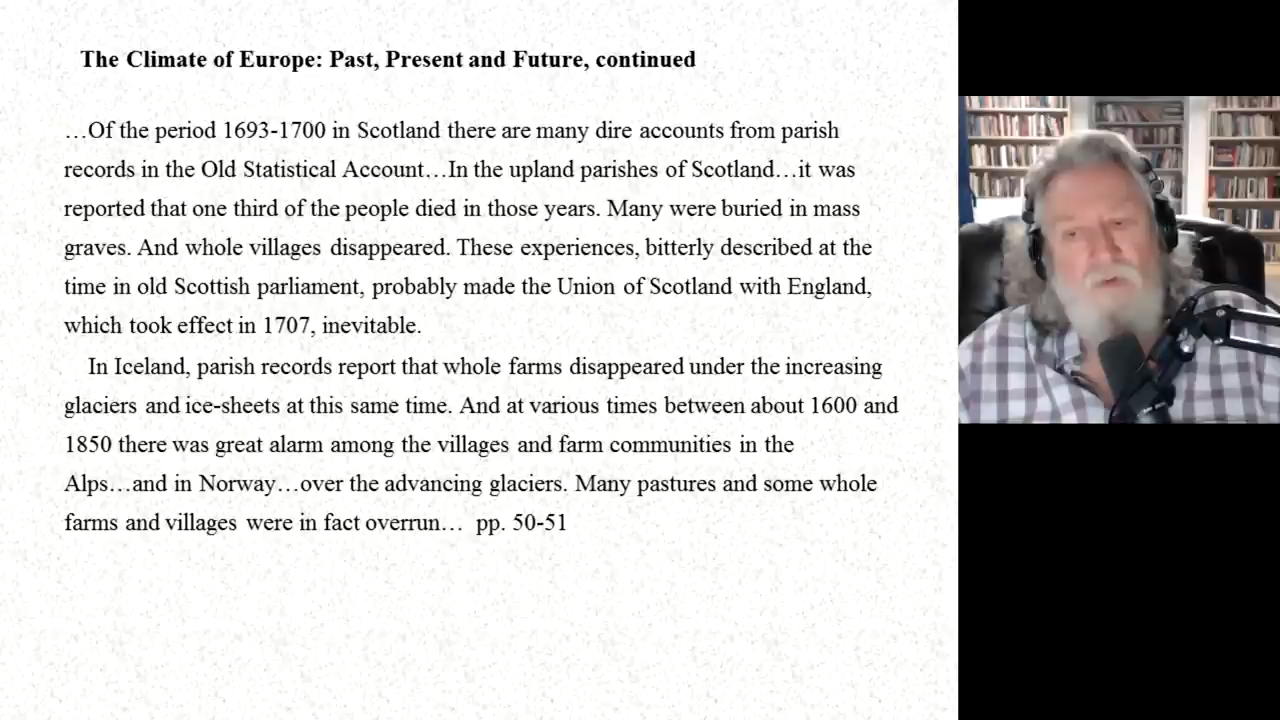 The Climate of Europe: Past, Present and Future, continued
…Of the period 1693-1700 in Scotland there are many dire accounts from parish
records in the Old Statistical Account…In the upland parishes of Scotland…it was
reported that one third of the people died in those years. Many were buried in mass
graves. And whole villages disappeared. These experiences, bitterly described at the
time in old Scottish parliament, probably made the Union of Scotland with England,
which took effect in 1707, inevitable.
In Iceland, parish records report that whole farms disappeared under the increasing
glaciers and ice-sheets at this same time. And at various times between about 1600 and
1850 there was great alarm among the villages and farm communities in the
Alps…and in Norway…over the advancing glaciers. Many pastures and some whole
farms and villages were in fact overrun… pp. 50-51